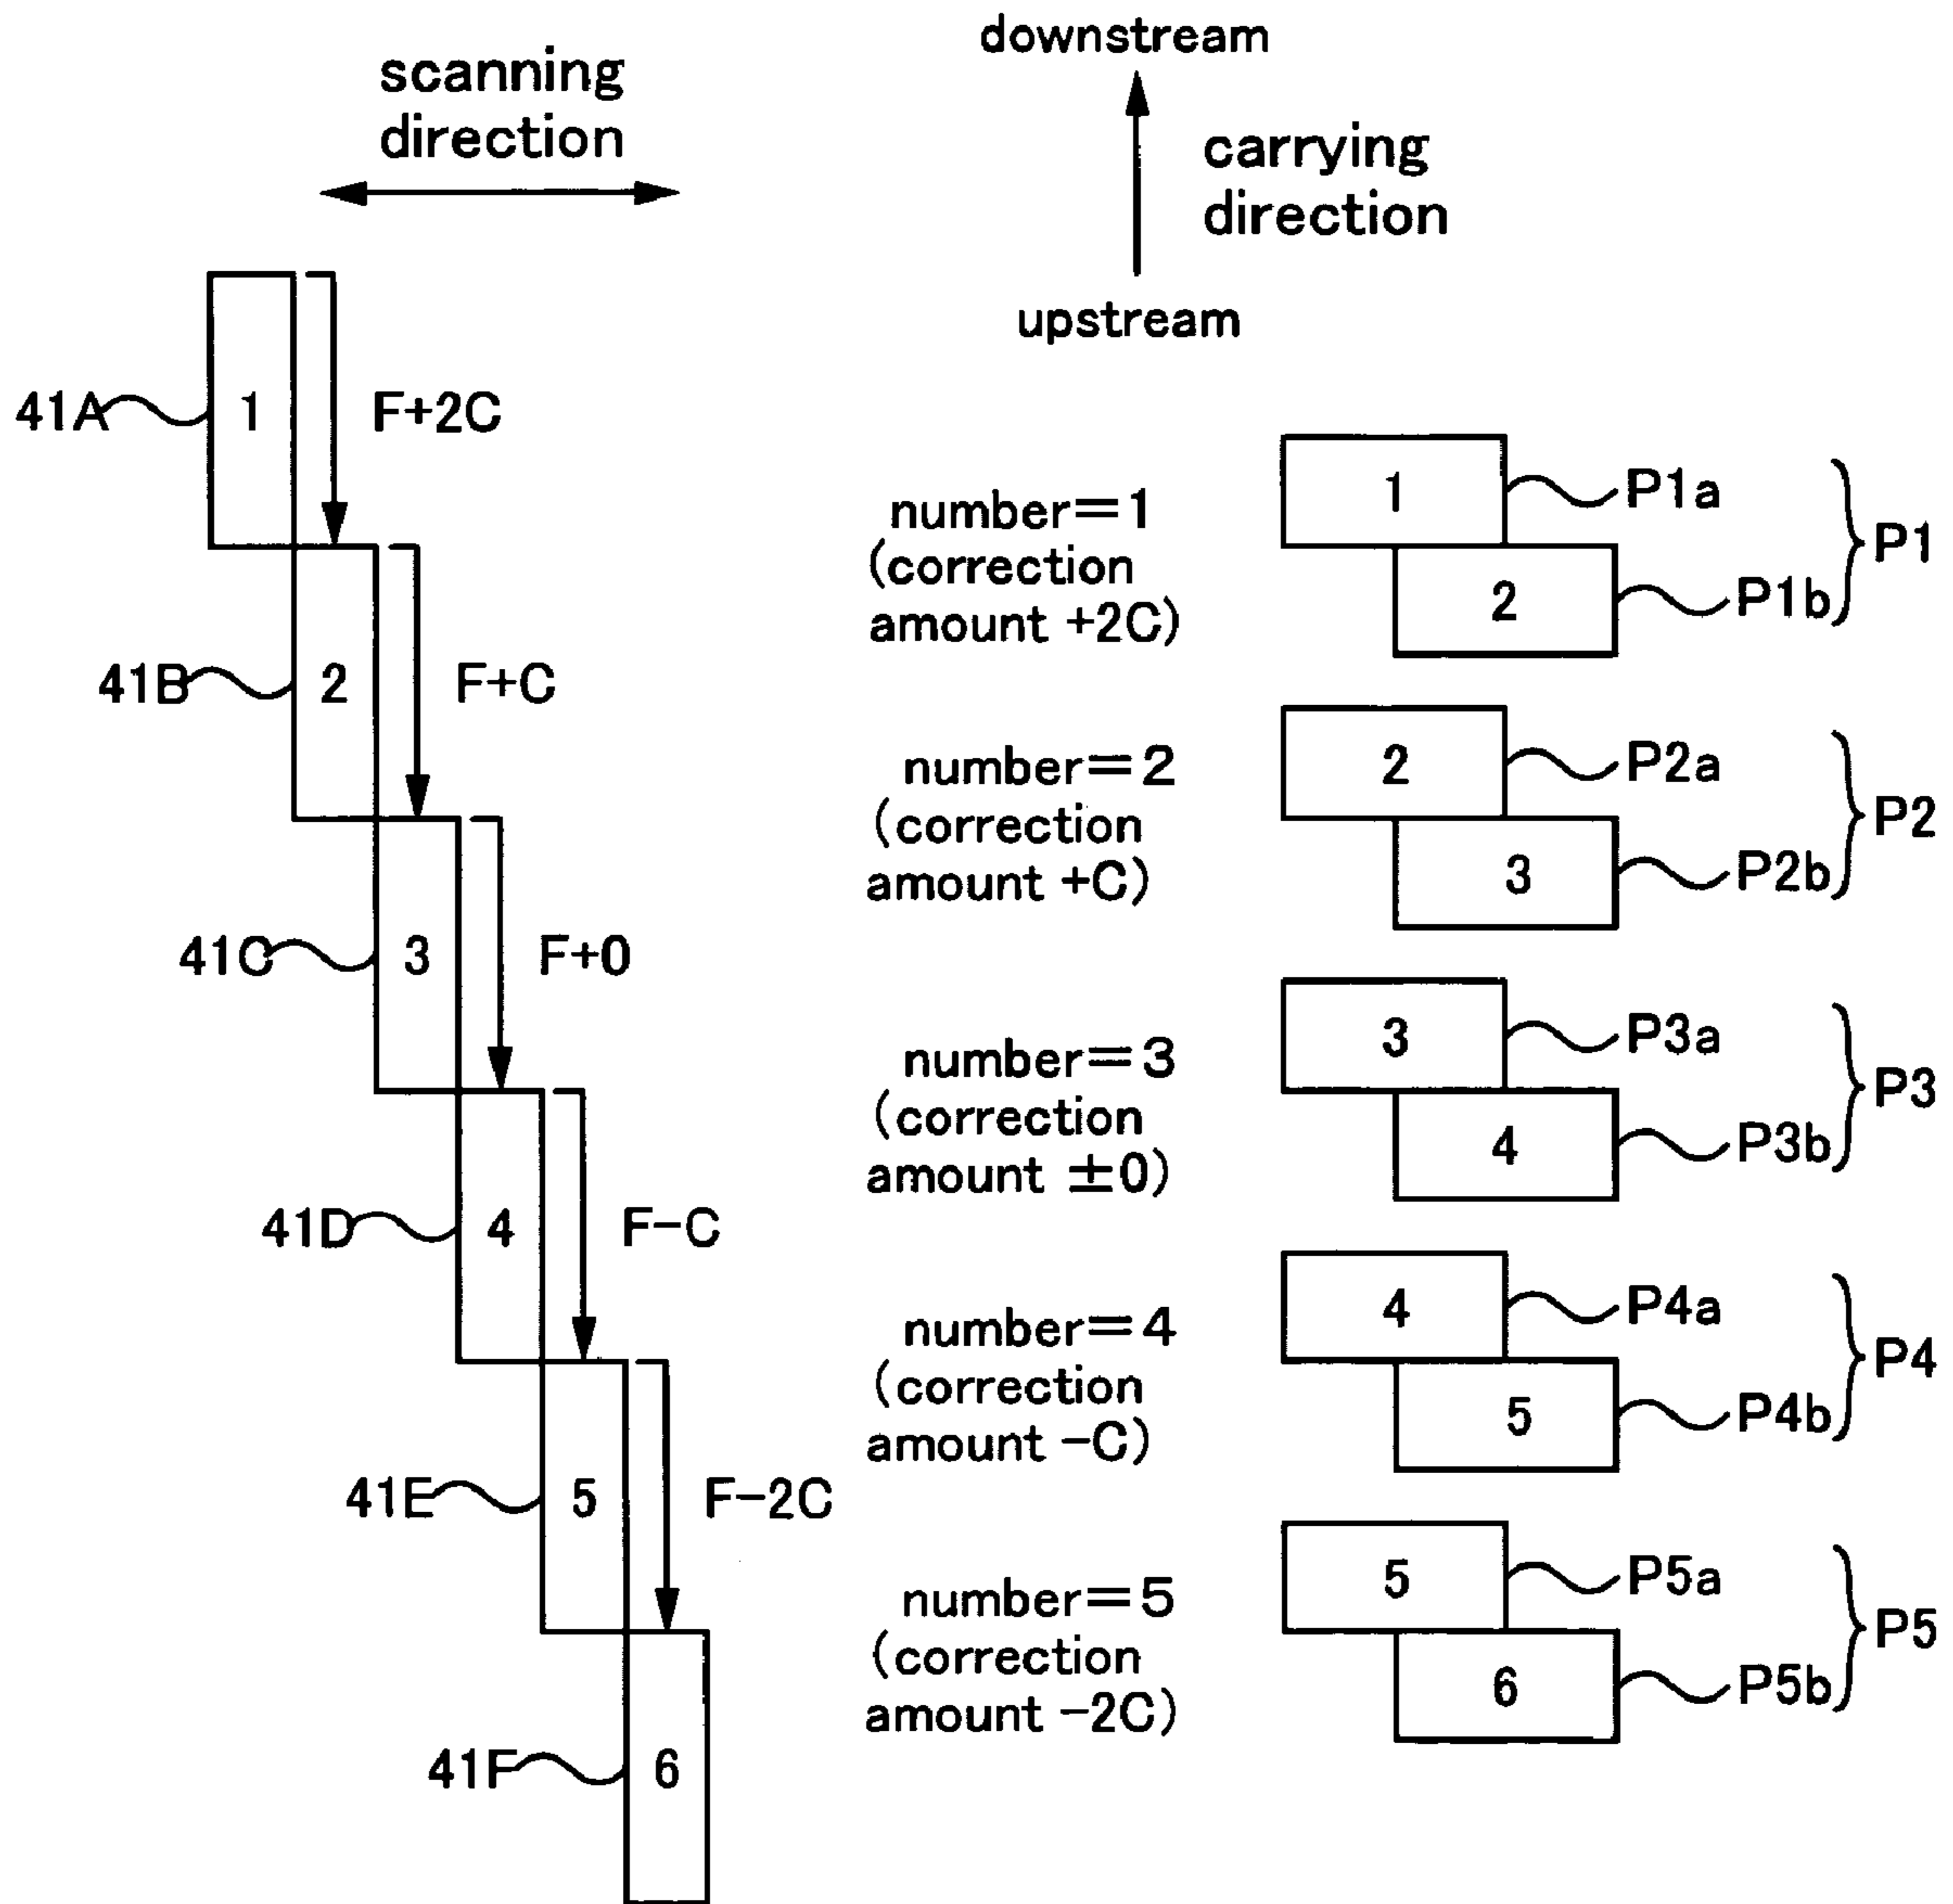 downstream
scanning
direction
carrying
direction
upstream
41A
1
F+2C
41B
2
F+C
41C
3
F+0
41D
4
F-C
41E
5
F-2C
41F
6
number=1
(correction
amount +2C)
1
P1a
2
P1b
P1
number=2
(correction
amount +C)
2
P2a
3
P2b
P2
number=3
(correction
amount ±0)
3
P3a
4
P3b
P3
number=4
(correction
amount -C)
4
P4a
5
P4b
P4
number=5
(correction
amount -2C)
5
P5a
6
P5b
P5